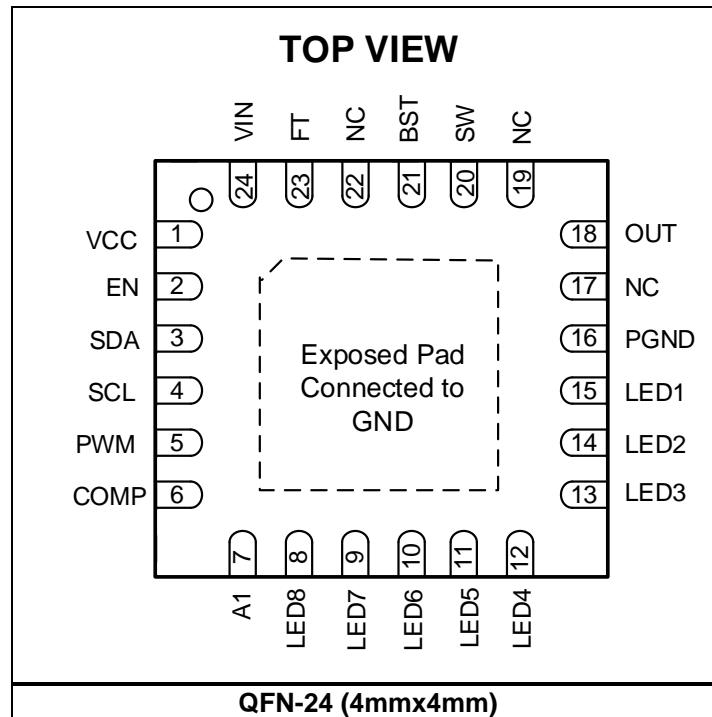 TOP VIEW
VIN FT NC BST SW NC
24 23 22 21 20 19
VCC 1 18 OUT
EN 2 17 NC
SDA 3 16 PGND
SCL 4 15 LED1
PWM 5 14 LED2
COMP 6 13 LED3
Exposed Pad
Connected to
GND
7 8 9 10 11 12
A1 LED8 LED7 LED6 LED5 LED4
QFN-24 (4mmx4mm)